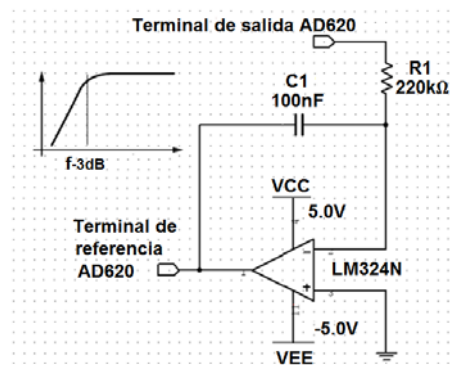 Terminal de salida AD620
R1
220kΩ
C1
100nF
f-3dB
VCC
5.0V
Terminal de
referencia
AD620
LM324N
-5.0V
VEE